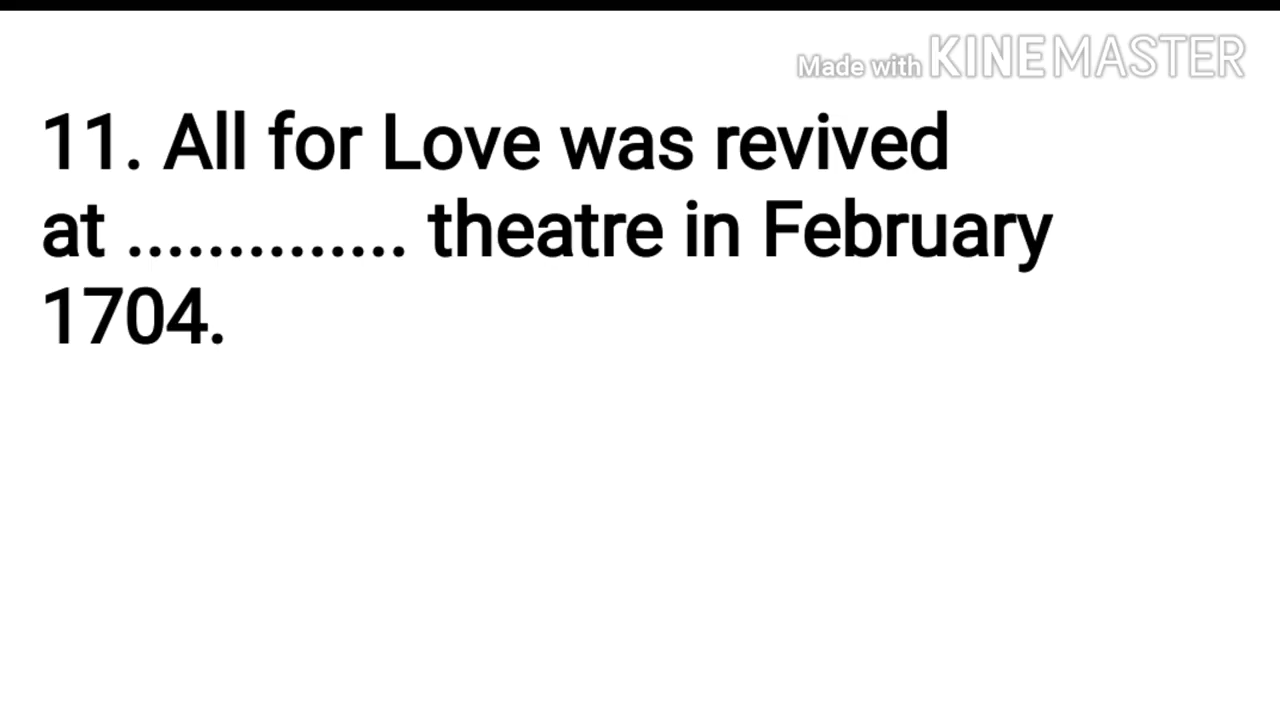 Made with KINEMASTER
11. All for Love was revived
at .............. theatre in February
1704.